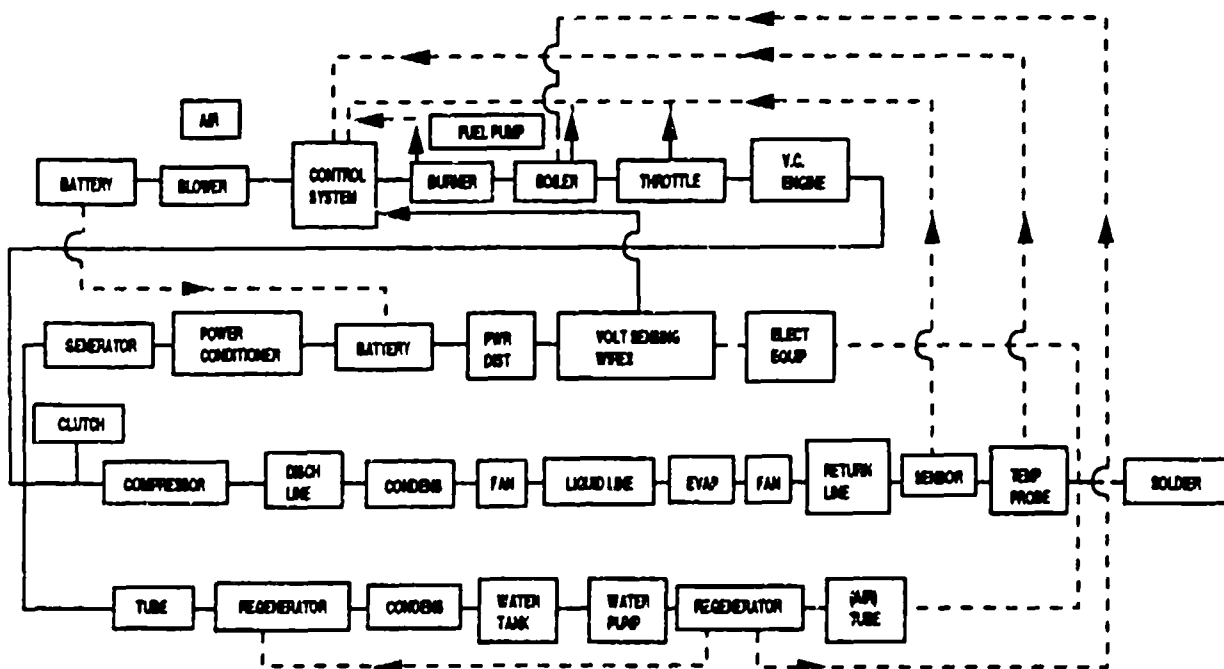 AIR
FUEL PUMP
BATTERY
BLOWER
CONTROL
SYSTEM
BURNER
BOILER
THROTTLE
V.C.
ENGINE
GENERATOR
POWER
CONDITIONER
BATTERY
PWR
DIST
VOLT SENSING
WIRES
ELECT
EQUIP
CLUTCH
COMPRESSOR
DISCH
LINE
CONDENS
FAN
LIQUID LINE
EVAP
FAN
RETURN
LINE
SENSOR
TEMP
PROBE
SOLDIER
TUBE
REGENERATOR
CONDENS
WATER
TANK
WATER
PUMP
REGENERATOR
(AIR)
TUBE